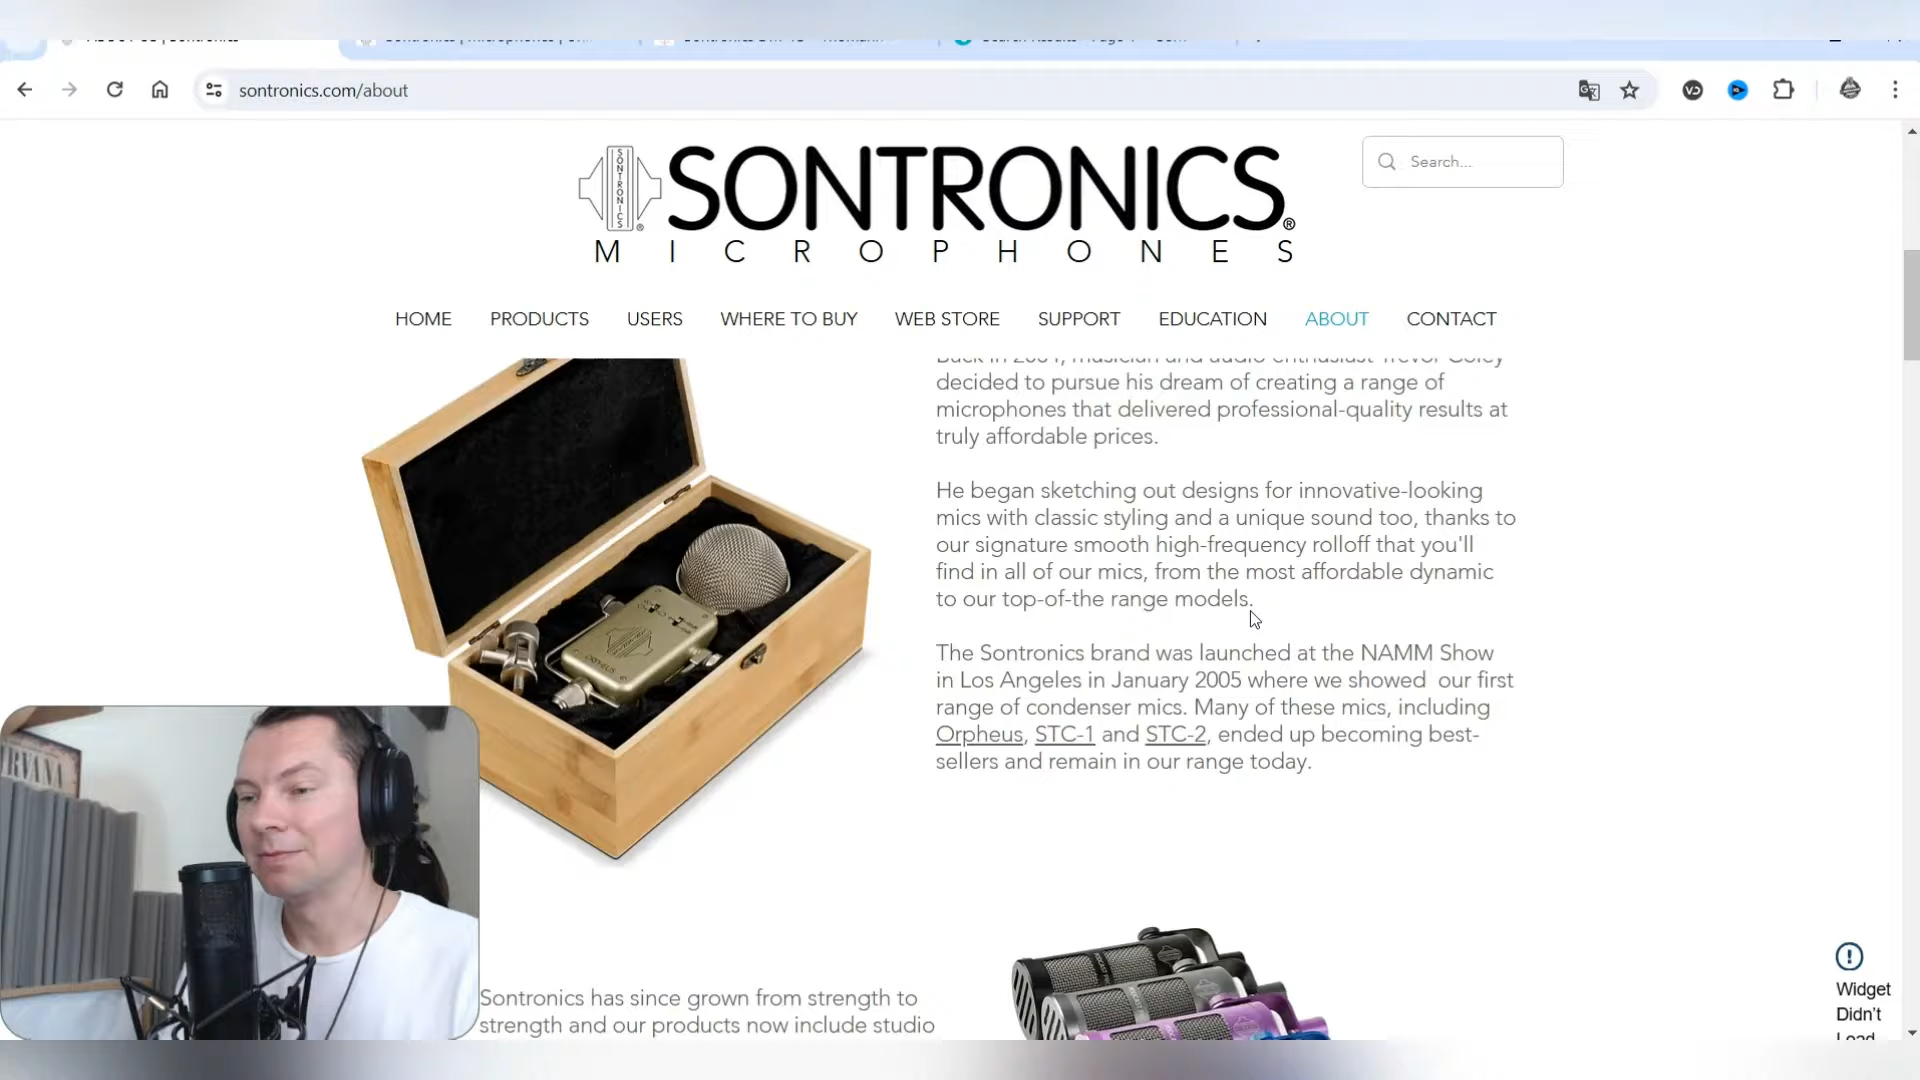 sontronics.com/about
SONTRONICS
SONTRONICS®
MICROPHONES
Search...
HOME PRODUCTS USERS WHERE TO BUY WEB STORE SUPPORT EDUCATION ABOUT CONTACT
decided to pursue his dream of creating a range of
microphones that delivered professional-quality results at
truly affordable prices.
He began sketching out designs for innovative-looking
mics with classic styling and a unique sound too, thanks to
our signature smooth high-frequency rolloff that you'll
find in all of our mics, from the most affordable dynamic
to our top-of-the range models.
The Sontronics brand was launched at the NAMM Show
in Los Angeles in January 2005 where we showed our first
range of condenser mics. Many of these mics, including
Orpheus, STC-1 and STC-2, ended up becoming best-
sellers and remain in our range today.
Sontronics has since grown from strength to
strength and our products now include studio
Widget
Didn't
Load